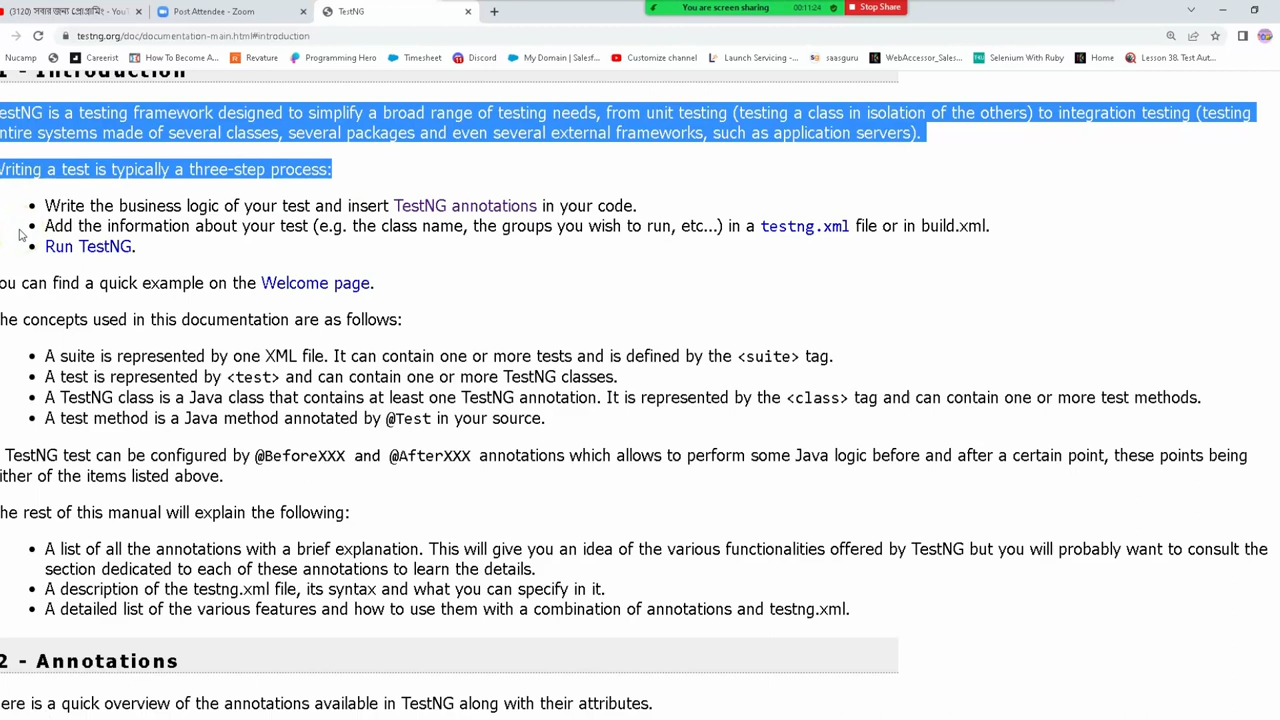 (3120) সবার জন্য প্রোগ্রামিং - You
Post Attendee - Zoom
TestNG
You are screen sharing
00:11:24
Stop Share
testng.org/doc/documentation-main.html#introduction
Nucamp
Careerist
How To Become A...
Revature
Programming Hero
Timesheet
Discord
My Domain | Salesf...
Customize channel
Launch Servicing -...
saasguru
WebAccessor_Sales...
Selenium With Ruby
Home
Lesson 38. Test Aut...
1 - Introduction
estNG is a testing framework designed to simplify a broad range of testing needs, from unit testing (testing a class in isolation of the others) to integration testing (testing
ntire systems made of several classes, several packages and even several external frameworks, such as application servers).
Writing a test is typically a three-step process:
• Write the business logic of your test and insert TestNG annotations in your code.
• Add the information about your test (e.g. the class name, the groups you wish to run, etc...) in a testng.xml file or in build.xml.
• Run TestNG.
ou can find a quick example on the Welcome page.
he concepts used in this documentation are as follows:
• A suite is represented by one XML file. It can contain one or more tests and is defined by the <suite> tag.
• A test is represented by <test> and can contain one or more TestNG classes.
• A TestNG class is a Java class that contains at least one TestNG annotation. It is represented by the <class> tag and can contain one or more test methods.
• A test method is a Java method annotated by @Test in your source.
TestNG test can be configured by @BeforeXXX and @AfterXXX annotations which allows to perform some Java logic before and after a certain point, these points being
ither of the items listed above.
he rest of this manual will explain the following:
• A list of all the annotations with a brief explanation. This will give you an idea of the various functionalities offered by TestNG but you will probably want to consult the
section dedicated to each of these annotations to learn the details.
• A description of the testng.xml file, its syntax and what you can specify in it.
• A detailed list of the various features and how to use them with a combination of annotations and testng.xml.
2 - Annotations
ere is a quick overview of the annotations available in TestNG along with their attributes.